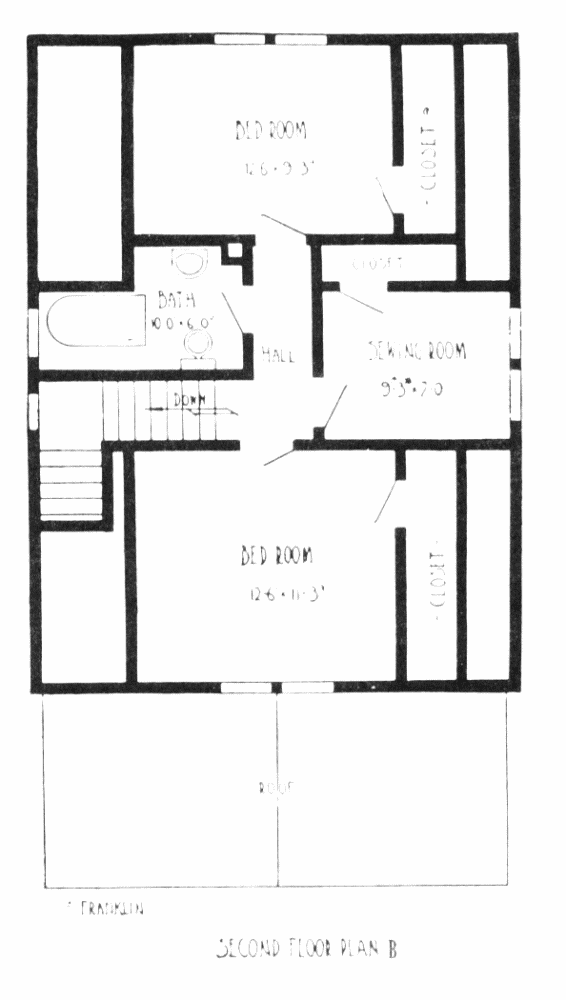 BED ROOM
12'6 × 9'3"
- CLOSET -
CLOSET
BATH
10'0 × 6'0"
HALL
SEWING ROOM
9'-3" × 7'0
DOWN
BED ROOM
12-6 × 11-3"
- CLOSET -
ROOF
FRANKLIN
SECOND FLOOR PLAN B